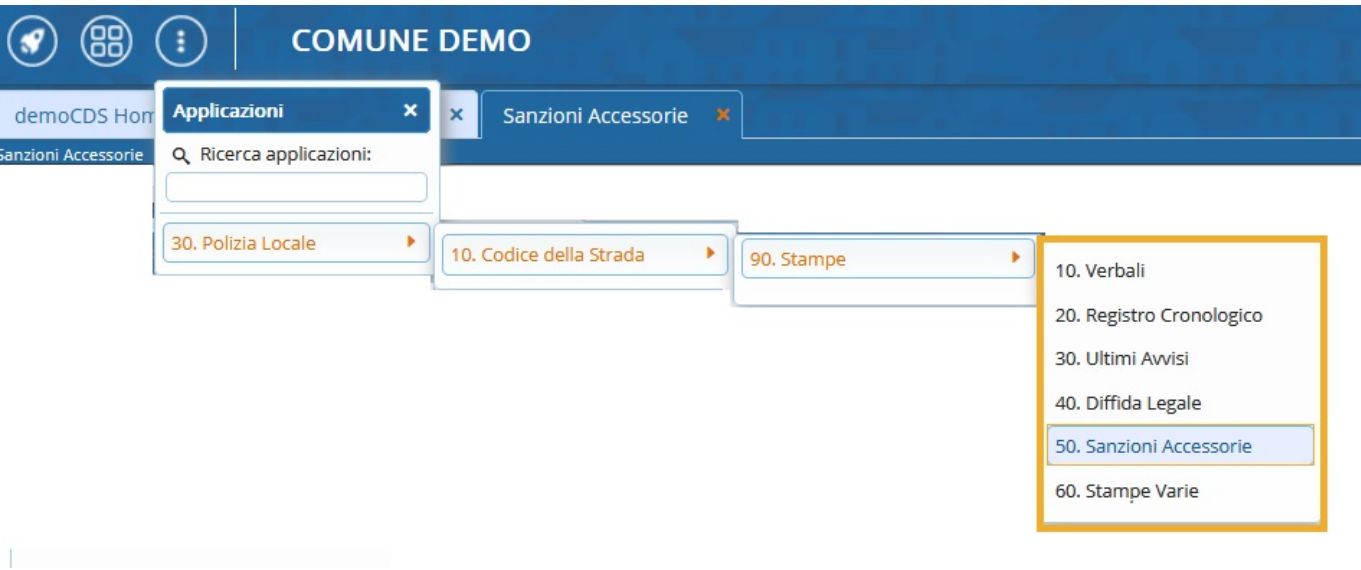 COMUNE DEMO
demoCDS Hom
Applicazioni
Sanzioni Accessorie
Sanzioni Accessorie
Ricerca applicazioni:
30. Polizia Locale
10. Codice della Strada
90. Stampe
10. Verbali
20. Registro Cronologico
30. Ultimi Avvisi
40. Diffida Legale
50. Sanzioni Accessorie
60. Stampe Varie